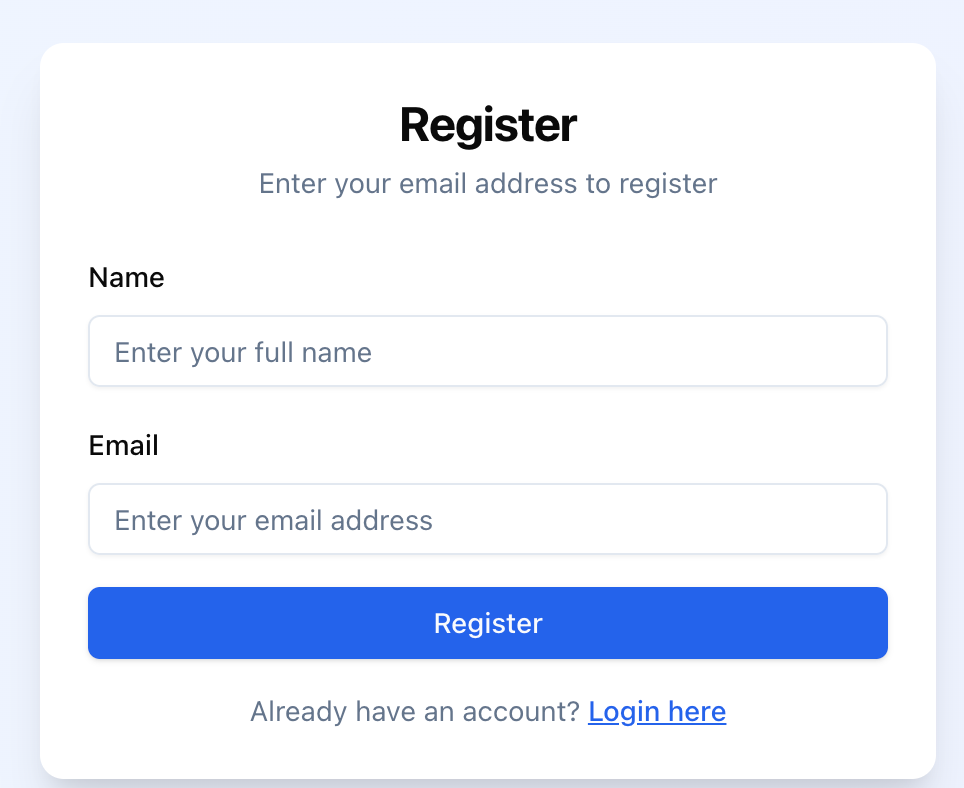 Register
Enter your email address to register
Name
Enter your full name
Email
Enter your email address
Register
Already have an account? Login here